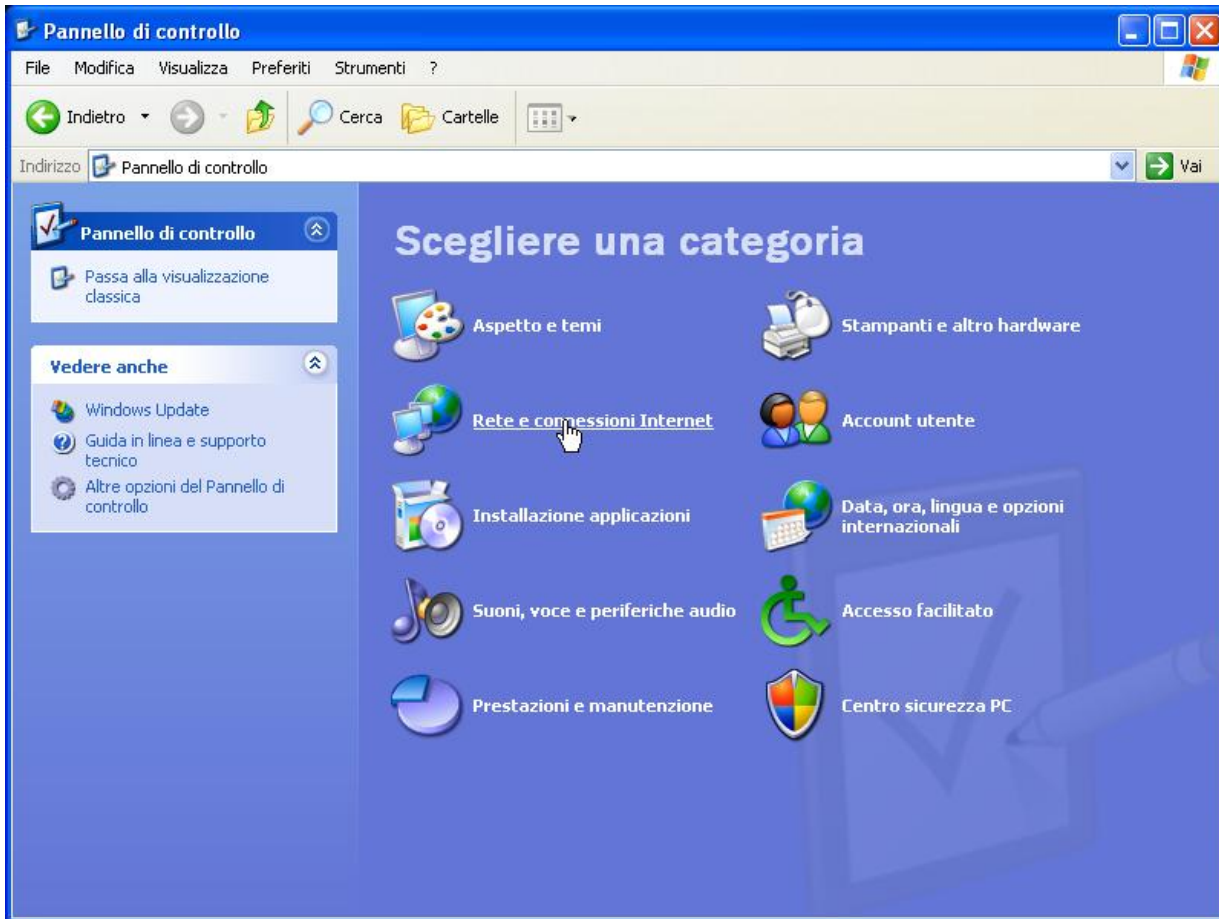 Pannello di controllo
File Modifica Visualizza Preferiti Strumenti ?
Indietro Cerca Cartelle
Indirizzo Pannello di controllo Vai
Pannello di controllo
Passa alla visualizzazione
classica
Vedere anche
Windows Update
Guida in linea e supporto
tecnico
Altre opzioni del Pannello di
controllo
Scegliere una categoria
Aspetto e temi
Stampanti e altro hardware
Rete e connessioni Internet
Account utente
Installazione applicazioni
Data, ora, lingua e opzioni
internazionali
Suoni, voce e periferiche audio
Accesso facilitato
Prestazioni e manutenzione
Centro sicurezza PC